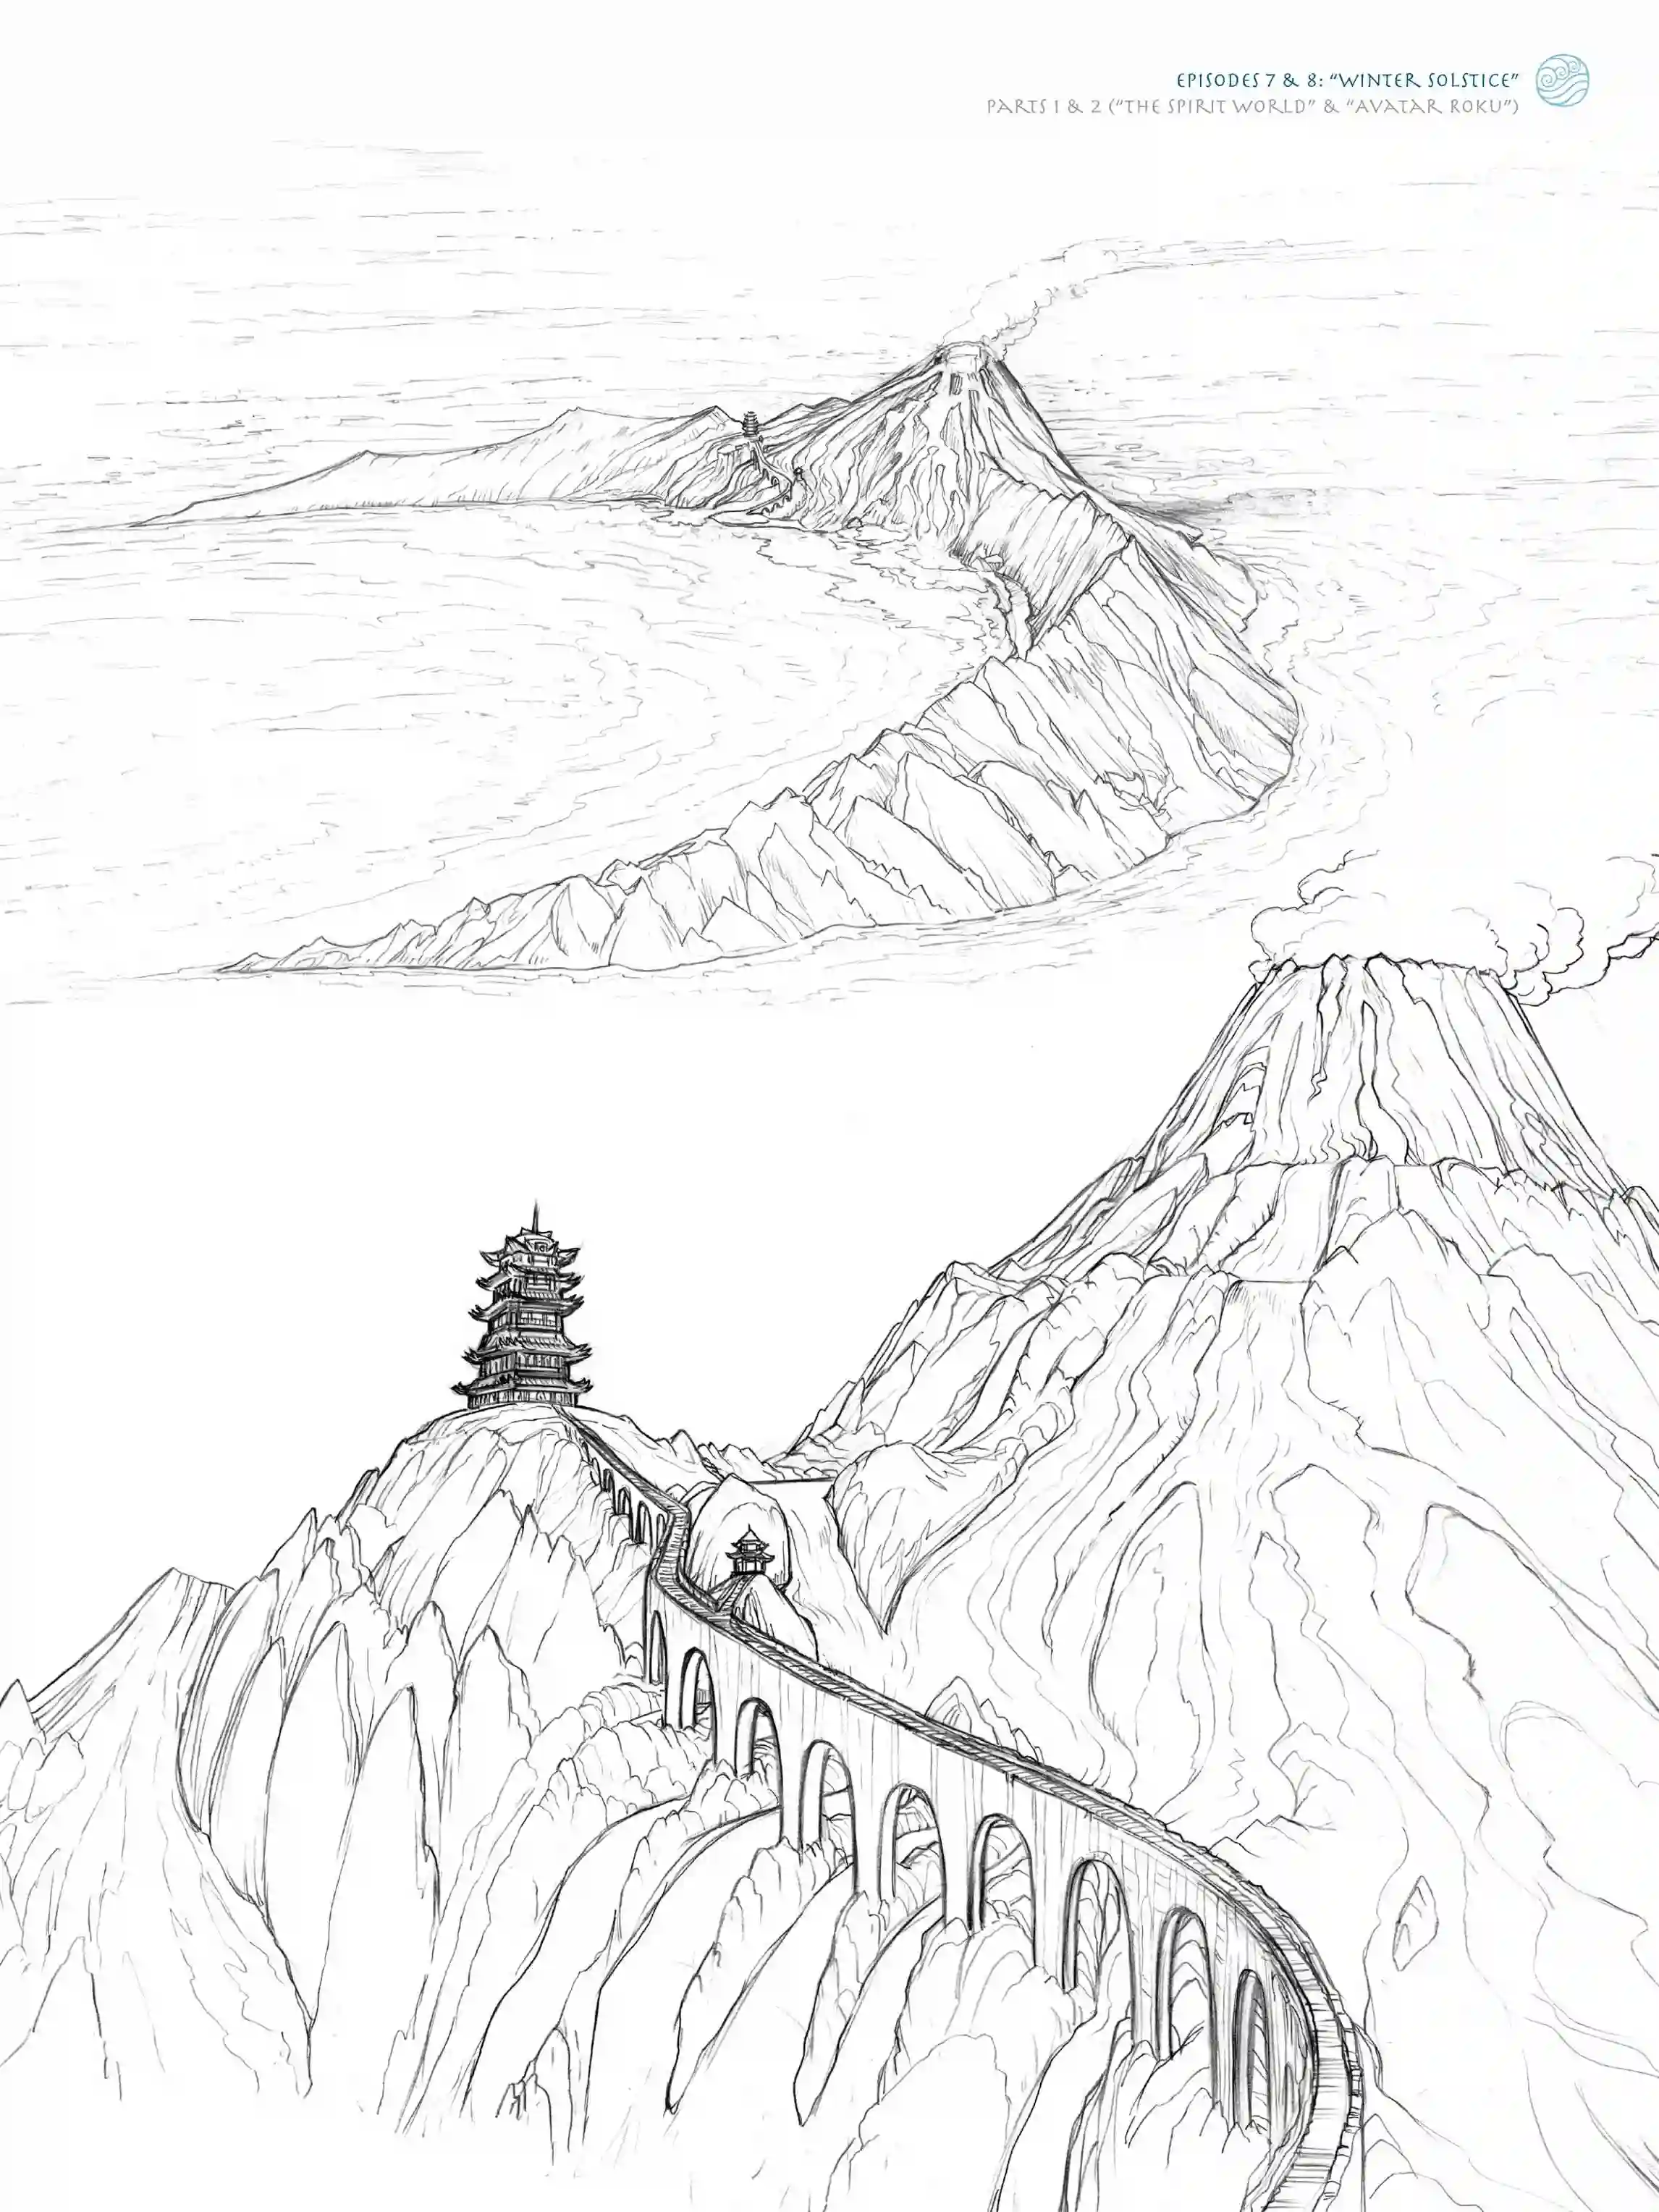 EPISODES 7 & 8: “WINTER SOLSTICE”
PARTS 1 & 2 (“THE SPIRIT WORLD” & “AVATAR ROKU”)